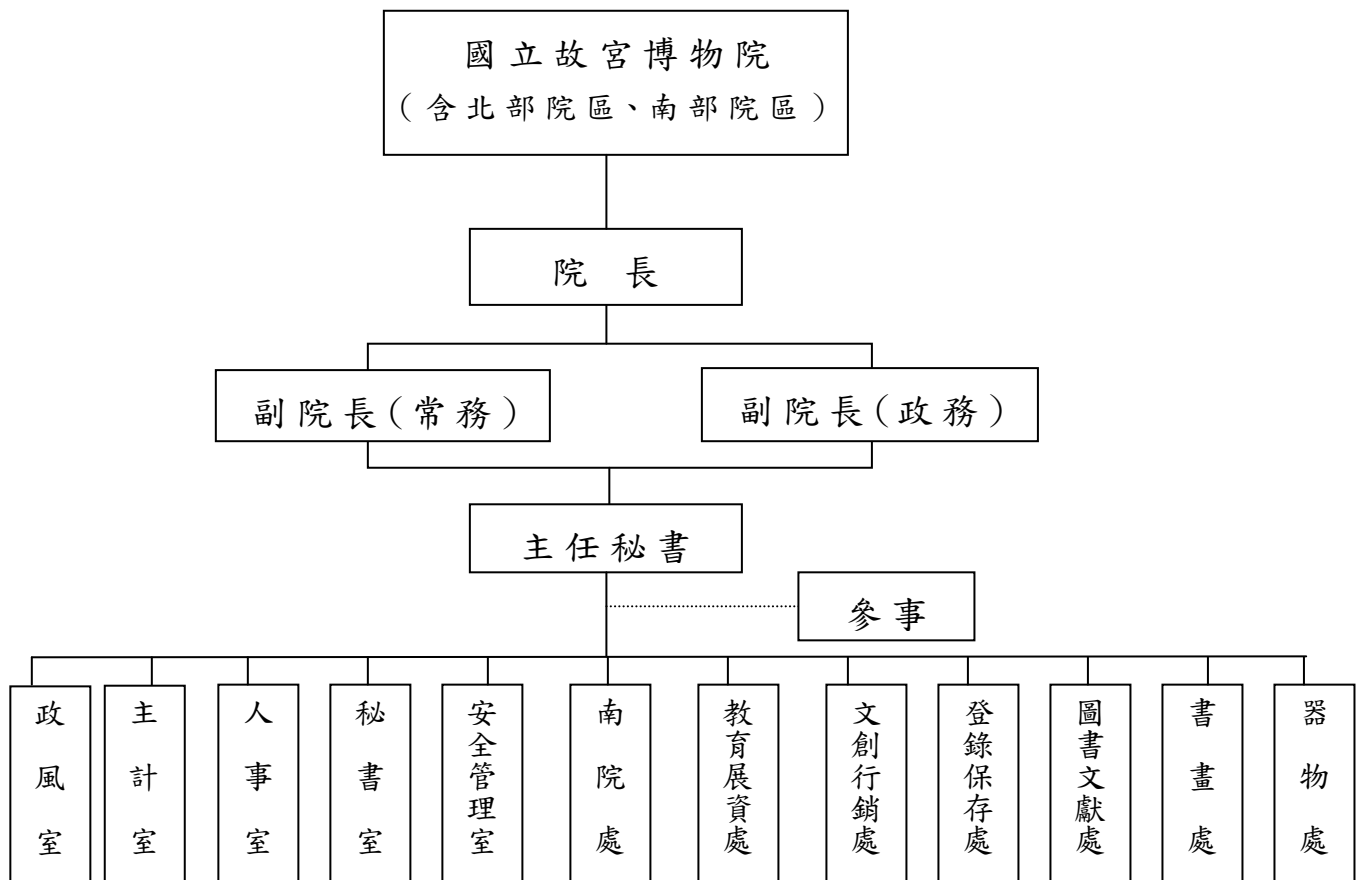 國立故宮博物院
（含北部院區、南部院區）
院長
副院長（常務）
副院長（政務）
主任秘書
參事
政風室
主計室
人事室
秘書室
安全管理室
南院處
教育展資處
文創行銷處
登錄保存處
圖書文獻處
書畫處
器物處